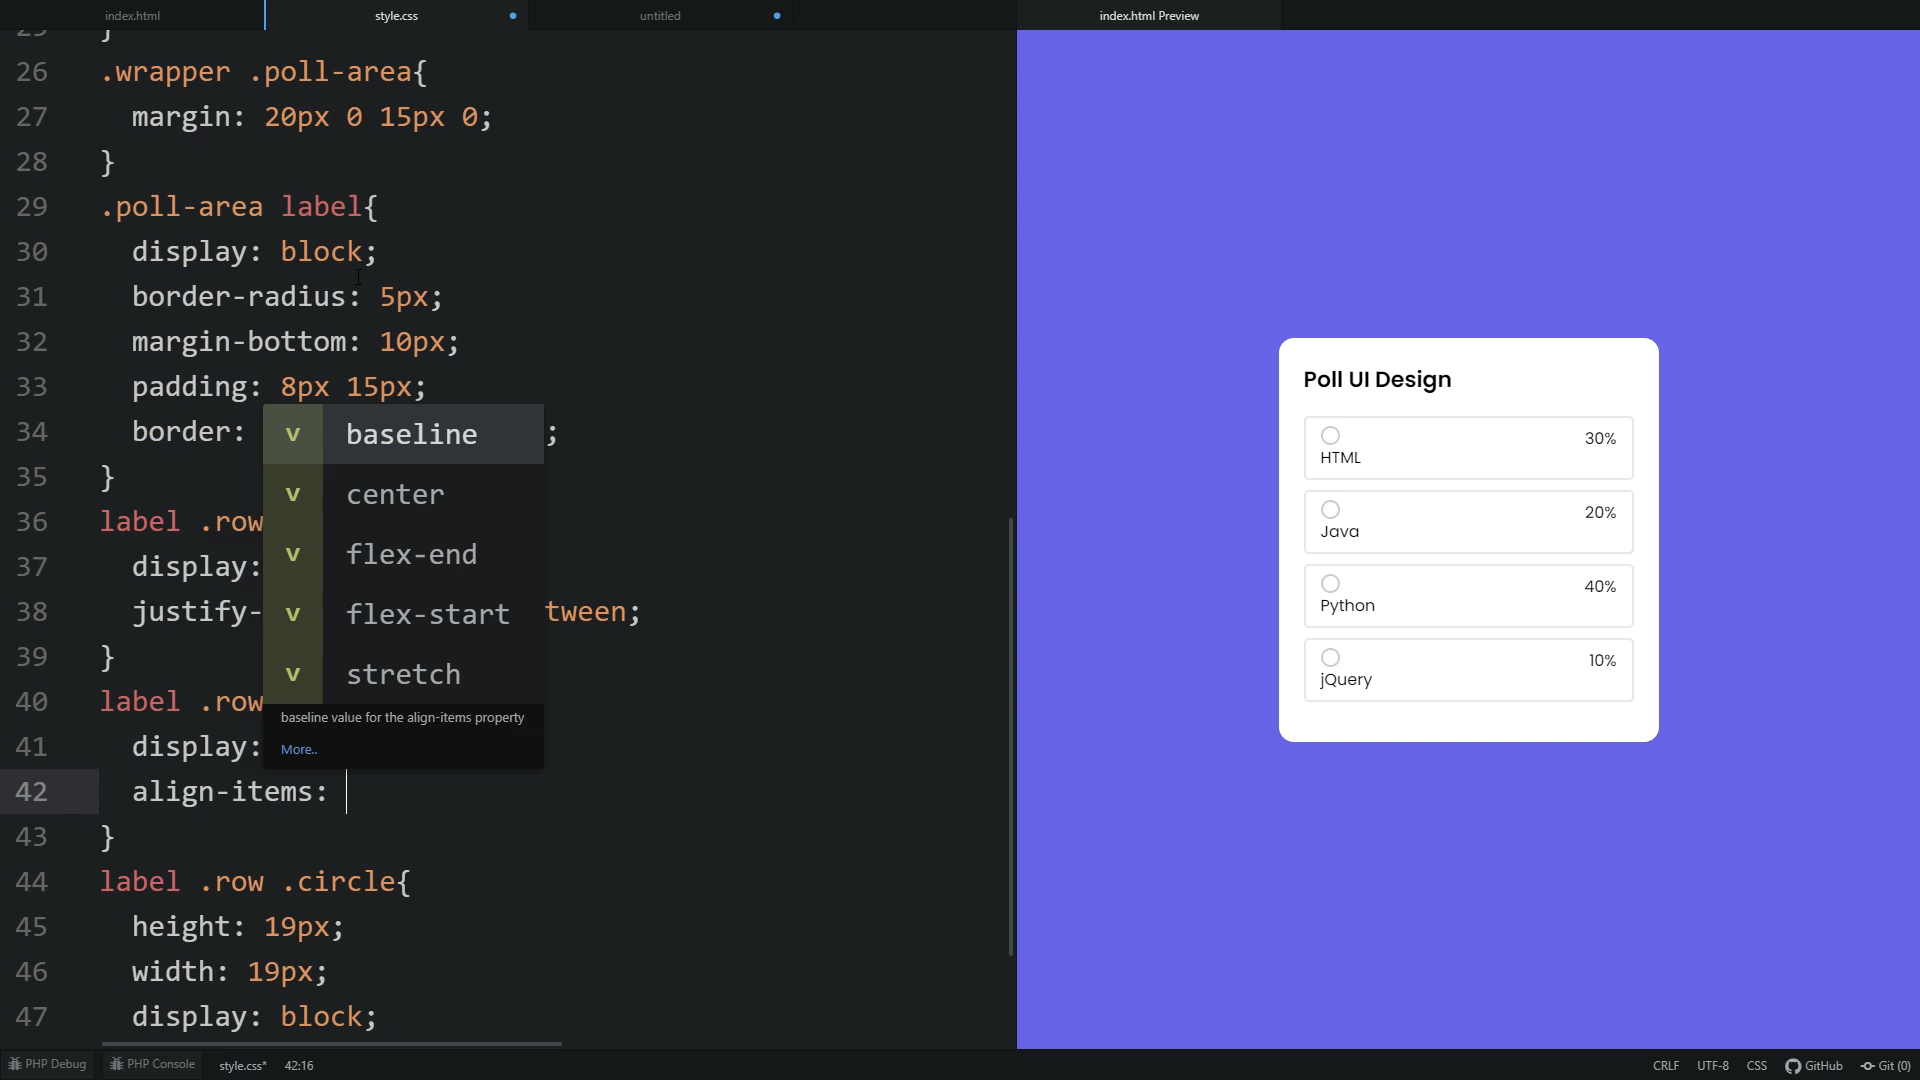 index.html
style.css
untitled
index.html Preview
}
26 .wrapper .poll-area{
27 margin: 20px 0 15px 0;
28 }
29 .poll-area label{
30 display: block;
31 border-radius: 5px;
32 margin-bottom: 10px;
33 padding: 8px 15px;
34 border: ;
35 }
36 label .row
37 display:
38 justify- tween;
39 }
40 label .row
41 display:
42 align-items:
43 }
44 label .row .circle{
45 height: 19px;
46 width: 19px;
47 display: block;
v baseline
v center
v flex-end
v flex-start
v stretch
baseline value for the align-items property
More..
Poll UI Design
30%
HTML
20%
Java
40%
Python
10%
jQuery
PHP Debug PHP Console style.css* 42:16 CRLF UTF-8 CSS GitHub Git (0)